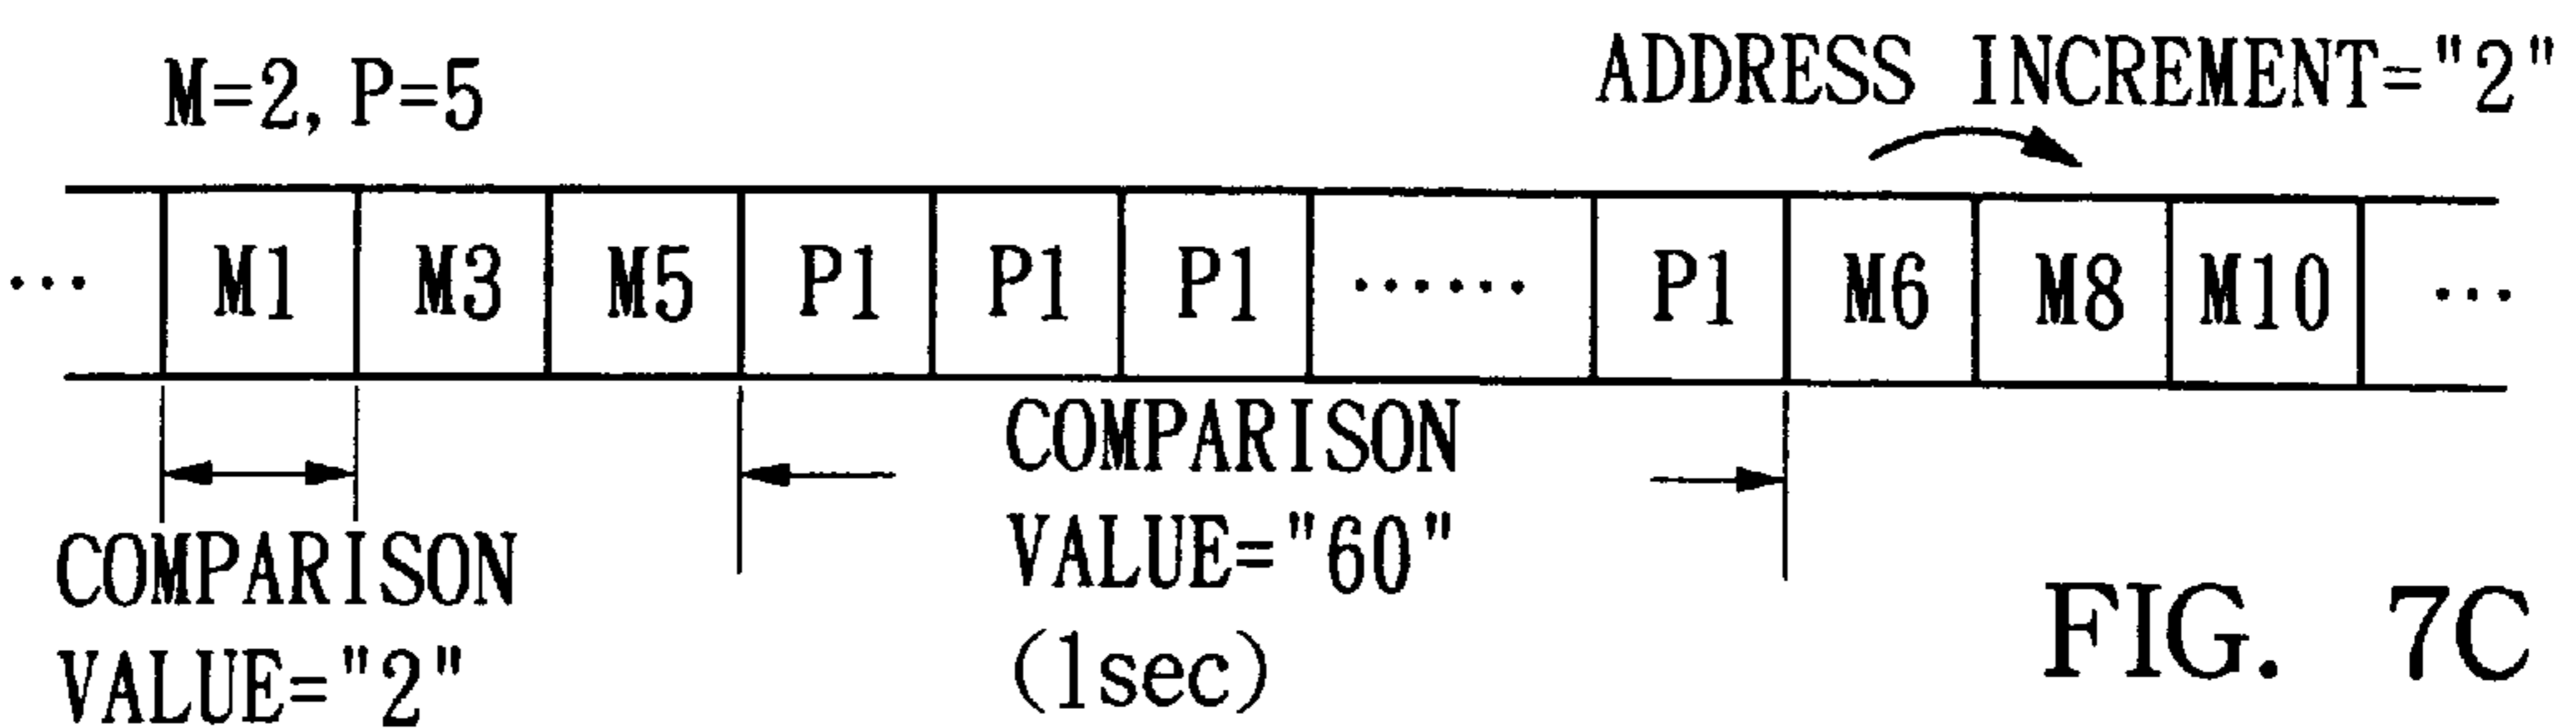 M=2, P=5
ADDRESS INCREMENT="2"
... M1 M3 M5 P1 P1 P1 ...... P1 M6 M8 M10 ...
COMPARISON
VALUE="2"
COMPARISON
VALUE="60"
(1sec)
FIG. 7C